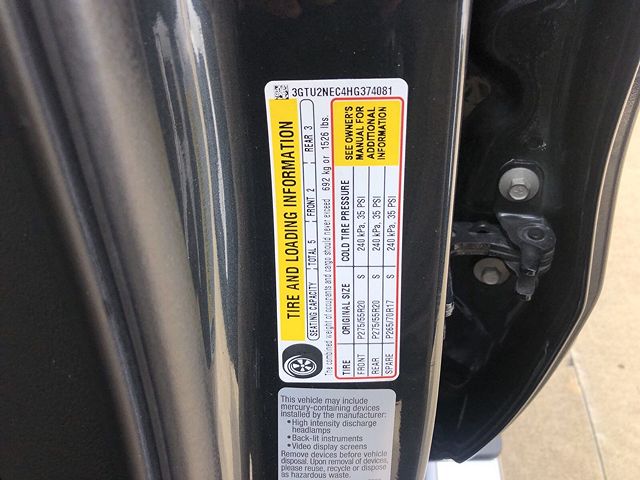 3GTU2NEC4HG374081
TIRE AND LOADING INFORMATION
SEATING CAPACITY TOTAL 5 FRONT 2 REAR 3
The combined weight of occupants and cargo should never exceed 692 kg or 1526 lbs.
TIRE ORIGINAL SIZE COLD TIRE PRESSURE
FRONT P275/55R20 S 240 kPa, 35 PSI
REAR P275/55R20 S 240 kPa, 35 PSI
SPARE P265/70R17 S 240 kPa, 35 PSI
SEE OWNER'S
MANUAL FOR
ADDITIONAL
INFORMATION
This vehicle may include
mercury-containing devices
installed by the manufacturer:
• High intensity discharge
headlamps
• Back-lit instruments
• Video display screens
Remove devices before vehicle
disposal. Upon removal of devices,
please reuse, recycle or dispose
as hazardous waste.